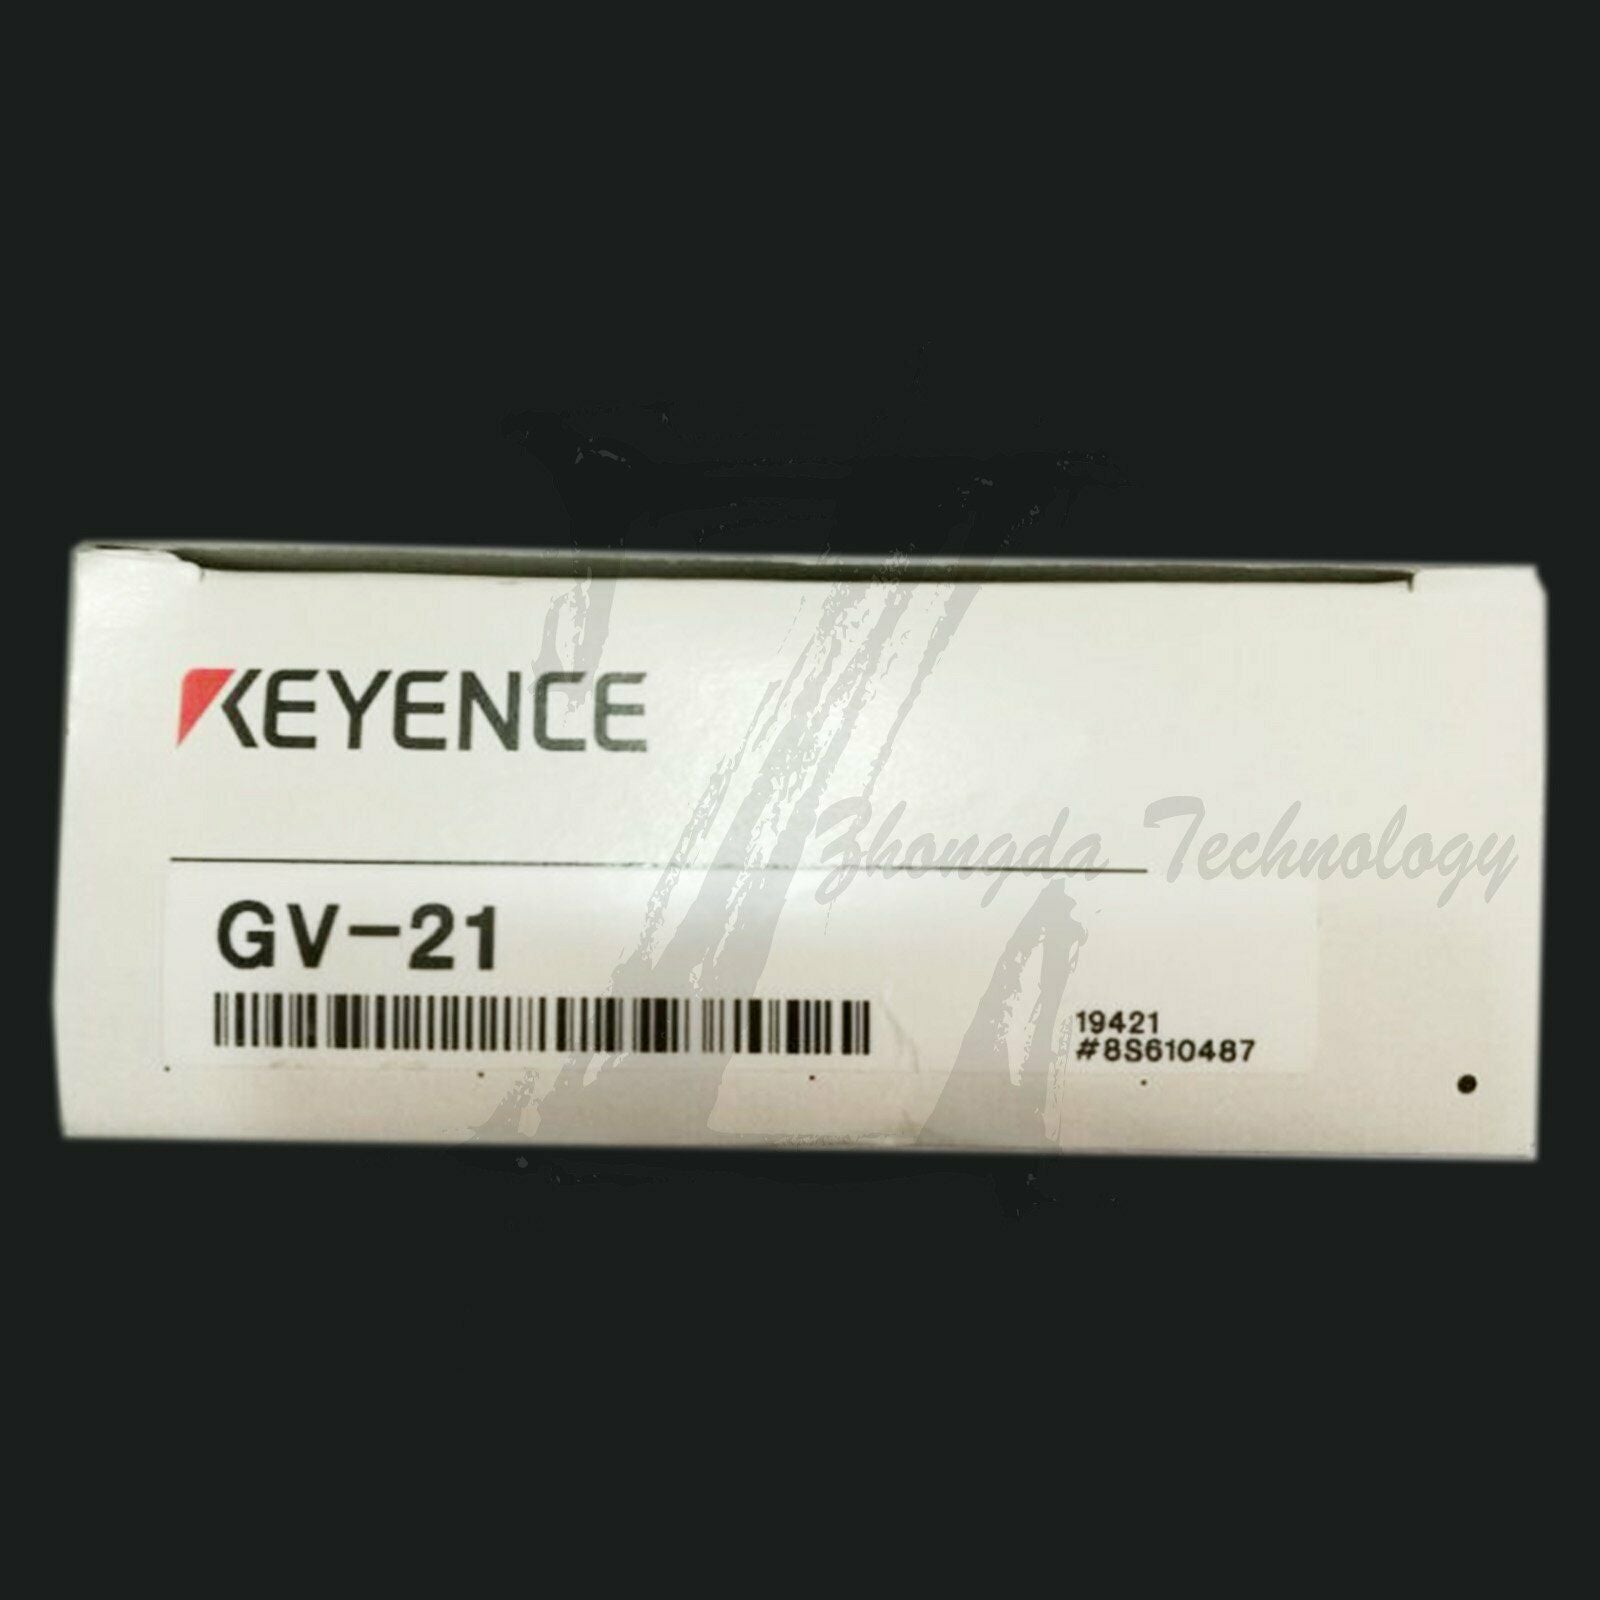 KEYENCE
Zhongda Technology
GV-21
19421
#8S610487